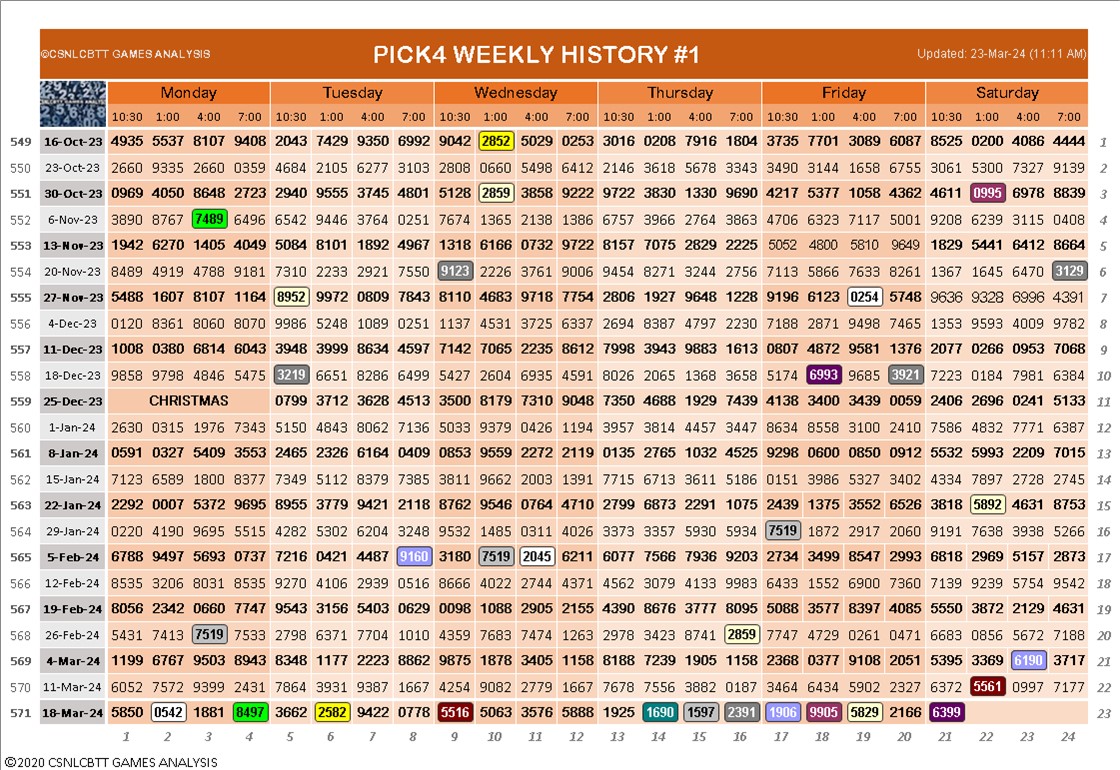 ©CSNLCBTT GAMES ANALYSIS PICK4 WEEKLY HISTORY #1 Updated: 23-Mar-24 (11:11 AM)
Monday Tuesday Wednesday Thursday Friday Saturday
10:30 1:00 4:00 7:00 10:30 1:00 4:00 7:00 10:30 1:00 4:00 7:00 10:30 1:00 4:00 7:00 10:30 1:00 4:00 7:00 10:30 1:00 4:00 7:00
549 16-Oct-23 4935 5537 8107 9408 2043 7429 9350 6992 9042 2852 5029 0253 3016 0208 7916 1804 3735 7701 3089 6087 8525 0200 4086 4444 1
550 23-Oct-23 2660 9335 2660 0359 4684 2105 6277 3103 2808 0660 5498 6412 2146 3618 5678 3343 3490 3144 1658 6755 3061 5300 7327 9139 2
551 30-Oct-23 0969 4050 8648 2723 2940 9555 3745 4801 5128 2859 3858 9222 9722 3830 1330 9690 4217 5377 1058 4362 4611 0995 6978 8839 3
552 6-Nov-23 3890 8767 7489 6496 6542 9446 3764 0251 7674 1365 2138 1386 6757 3966 2764 3863 4706 6323 7117 5001 9208 6239 3115 0408 4
553 13-Nov-23 1942 6270 1405 4049 5084 8101 1892 4967 1318 6166 0732 9722 8157 7075 2829 2225 5052 4800 5810 9649 1829 5441 6412 8664 5
554 20-Nov-23 8489 4919 4788 9181 7310 2233 2921 7550 9123 2226 3761 9006 9454 8271 3244 2756 7113 5866 7633 8261 1367 1645 6470 3129 6
555 27-Nov-23 5488 1607 8107 1164 8952 9972 0809 7843 8110 4683 9718 7754 2806 1927 9648 1228 9196 6123 0254 5748 9636 9328 6996 4391 7
556 4-Dec-23 0120 8361 8060 8070 9986 5248 1089 0251 1137 4531 3725 6337 2694 8387 4797 2230 7188 2871 9498 7465 1353 9593 4009 9782 8
557 11-Dec-23 1008 0380 6814 6043 3948 3999 8634 4597 7142 7065 2235 8612 7998 3943 9883 1613 0807 4872 9581 1376 2077 0266 0953 7068 9
558 18-Dec-23 9858 9798 4846 5475 3219 6651 8286 6499 5427 2604 6935 4591 8026 2065 1368 3658 5174 6993 9685 3921 7223 0184 7981 6384 10
559 25-Dec-23 CHRISTMAS 0799 3712 3628 4513 3500 8179 7310 9048 7350 4688 1929 7439 4138 3400 3439 0059 2406 2696 0241 5133 11
560 1-Jan-24 2630 0315 1976 7343 5150 4843 8062 7136 5033 9379 0426 1194 3957 3814 4457 3447 8634 8558 3100 2410 7586 4832 7771 6387 12
561 8-Jan-24 0591 0327 5409 3553 2465 2326 6164 0409 0853 9559 2272 2119 0135 2765 1032 4525 9298 0600 0850 0912 5532 5993 2209 7015 13
562 15-Jan-24 7123 6589 1800 8377 7349 5112 8379 7385 3811 9662 2003 1391 7715 6713 3611 5186 0151 3986 5327 3402 4334 7897 2728 2745 14
563 22-Jan-24 2292 0007 5372 9695 8955 3779 9421 2118 8762 9546 0764 4710 2799 6873 2291 1075 2439 1375 3552 6526 3818 5892 4631 8753 15
564 29-Jan-24 0220 4190 9695 5515 4282 5302 6204 3248 9532 1485 0311 4026 3373 3357 5930 5934 7519 1872 2917 2060 9191 7638 3938 5266 16
565 5-Feb-24 6788 9497 5693 0737 7216 0421 4487 9160 3180 7519 2045 6211 6077 7566 7936 9203 2734 3499 8547 2993 6818 2969 5157 2873 17
566 12-Feb-24 8535 3206 8031 8535 9270 4106 2939 0516 8666 4022 2744 4371 4562 3079 4133 9983 6433 1552 6900 7360 7139 9239 5754 9542 18
567 19-Feb-24 8056 2342 0660 7747 9543 3156 5403 0629 0098 1088 2905 2155 4390 8676 3777 8095 5088 3577 8397 4085 5550 3872 2129 4631 19
568 26-Feb-24 5431 7413 7519 7533 2798 6371 7704 1010 4359 7683 7474 1263 2978 3423 8741 2859 7747 4729 0261 0471 6683 0856 5672 7188 20
569 4-Mar-24 1199 6767 9503 8943 8348 1177 2223 8862 9875 1878 3405 1158 8188 7239 1905 1158 2368 0377 9108 2051 5395 3369 6190 3717 21
570 11-Mar-24 6052 7572 9399 2431 7864 3931 9387 1667 4254 9082 2779 1667 7678 7556 3882 0187 3464 6434 5902 2327 6372 5561 0997 7177 22
571 18-Mar-24 5850 0542 1881 8497 3662 2582 9422 0778 5516 5063 3576 5888 1925 1690 1597 2391 1906 9905 5829 2166 6399 23
1 2 3 4 5 6 7 8 9 10 11 12 13 14 15 16 17 18 19 20 21 22 23 24
©2020 CSNLCBTT GAMES ANALYSIS